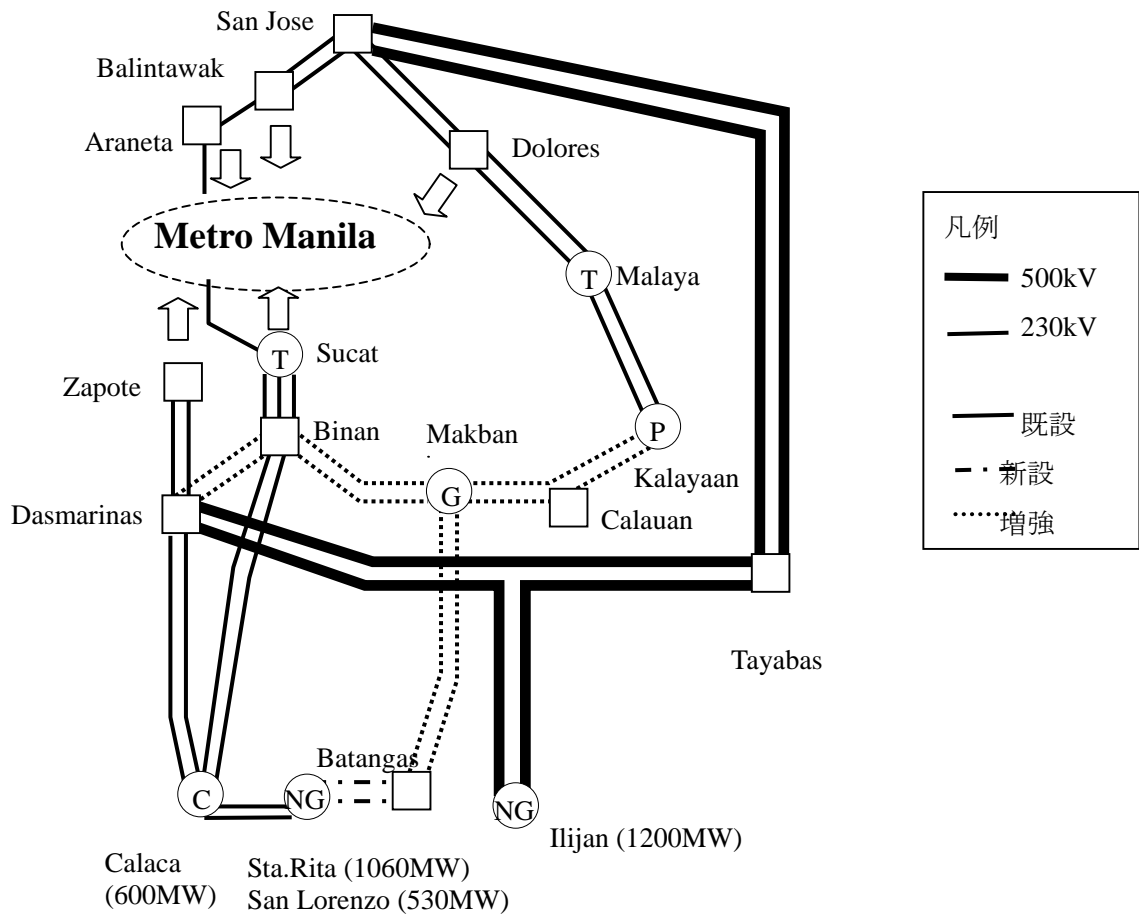 San Jose
Balintawak
Araneta
Dolores
Metro Manila
T
Malaya
T
Sucat
Zapote
Binan
Makban
P
Kalayaan
G
Calauan
Dasmarinas
Tayabas
Batangas
C
NG
NG
Ilijan (1200MW)
Calaca
(600MW)
Sta.Rita (1060MW)
San Lorenzo (530MW)
凡例
500kV
230kV
既設
新設
増強